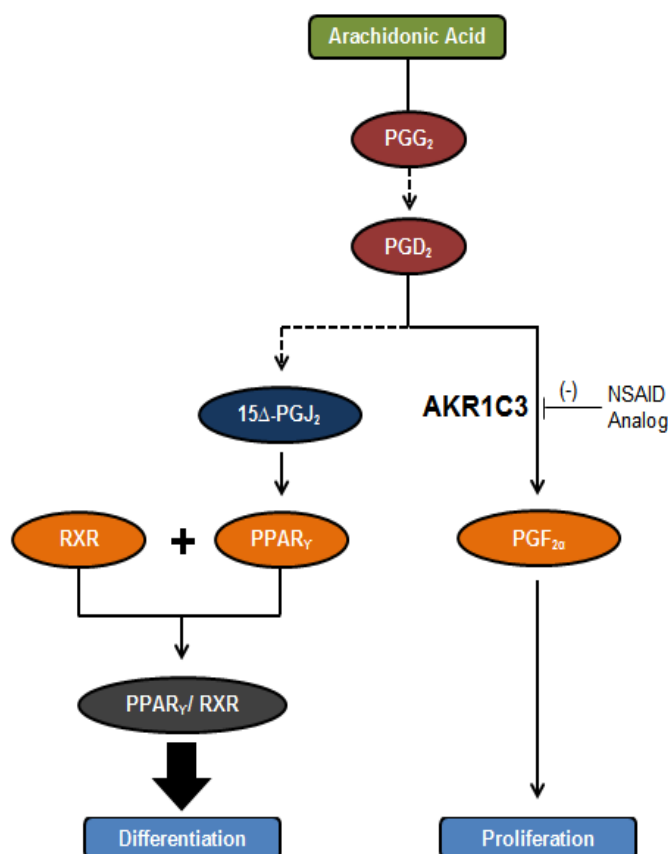 Arachidonic Acid
PGG₂
PGD₂
15Δ-PGJ₂
AKR1C3
(-)
NSAID
Analog
RXR
+
PPARᵧ
PGF₂α
PPARᵧ/ RXR
Differentiation
Proliferation